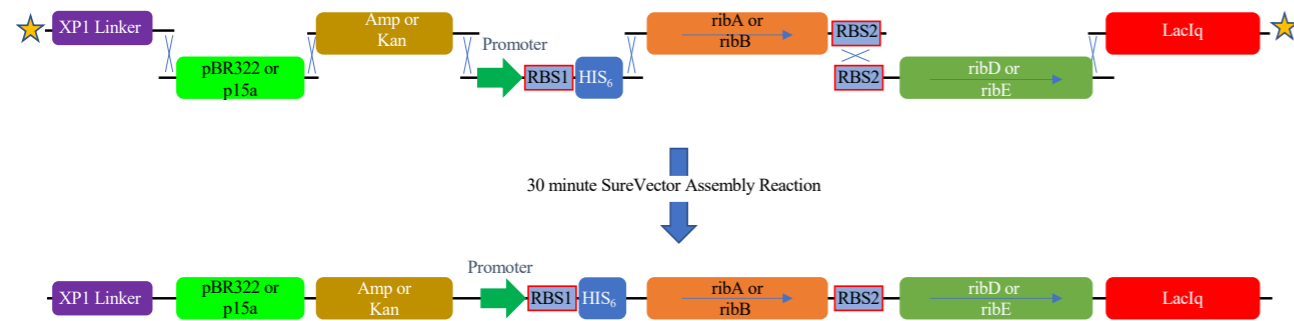 XP1 Linker
Amp or
Kan
ribA or
ribB
RBS2
LacIq
Promoter
pBR322 or
p15a
RBS1
HIS6
RBS2
ribD or
ribE
30 minute SureVector Assembly Reaction
Promoter
XP1 Linker
pBR322 or
p15a
Amp or
Kan
RBS1
HIS6
ribA or
ribB
RBS2
ribD or
ribE
LacIq